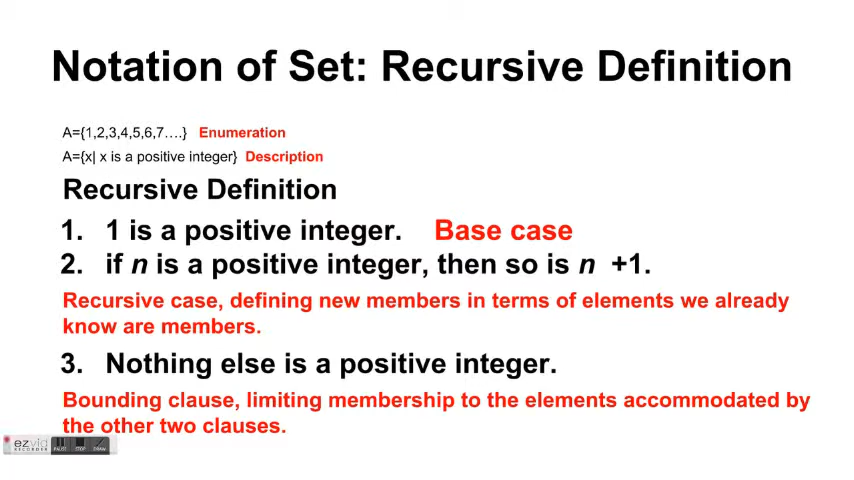 Notation of Set: Recursive Definition
A={1,2,3,4,5,6,7….} Enumeration
A={x| x is a positive integer} Description
Recursive Definition
1. 1 is a positive integer. Base case
2. if n is a positive integer, then so is n +1.
Recursive case, defining new members in terms of elements we already
know are members.
3. Nothing else is a positive integer.
Bounding clause, limiting membership to the elements accommodated by
the other two clauses.
ezvid
RECORDER
PAUSE STOP DRAW